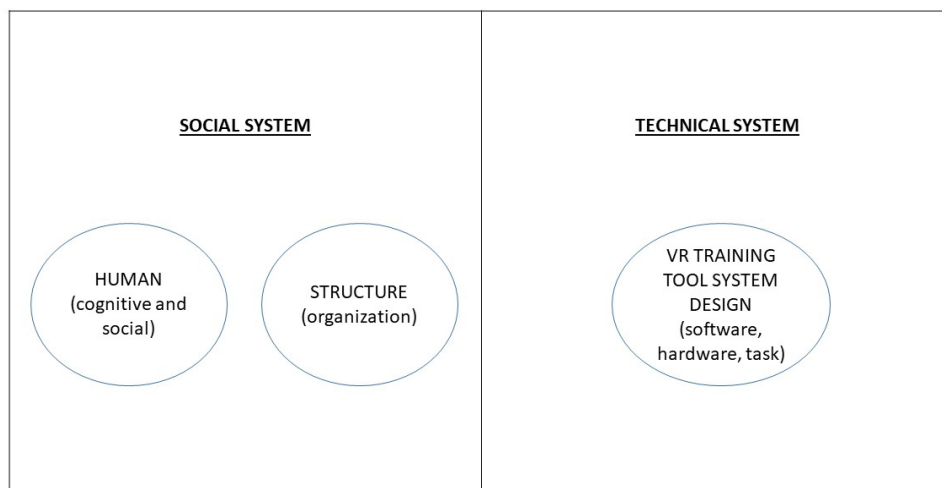 SOCIAL SYSTEM
TECHNICAL SYSTEM
HUMAN
(cognitive and
social)
STRUCTURE
(organization)
VR TRAINING
TOOL SYSTEM
DESIGN
(software,
hardware, task)